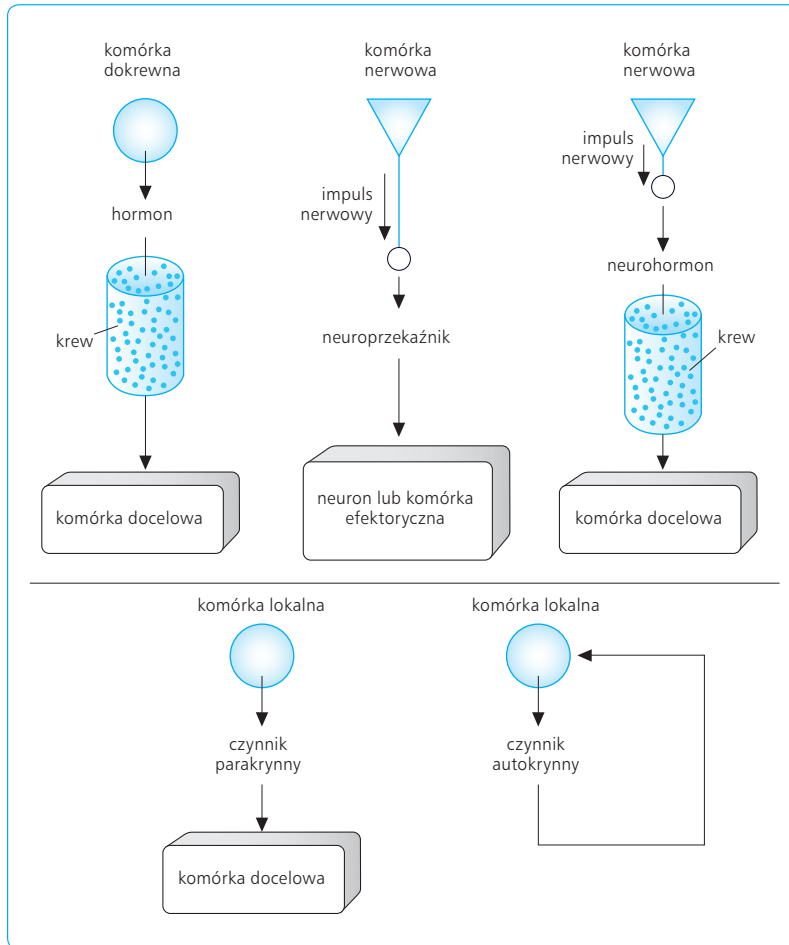 komórka
dokrewna
hormon
krew
komórka docelowa
komórka
nerwowa
impuls
nerwowy
neuroprzekaźnik
neuron lub komórka
efektoryczna
komórka
nerwowa
impuls
nerwowy
neurohormon
krew
komórka docelowa
komórka lokalna
czynnik
parakrynny
komórka docelowa
komórka lokalna
czynnik
autokrynny